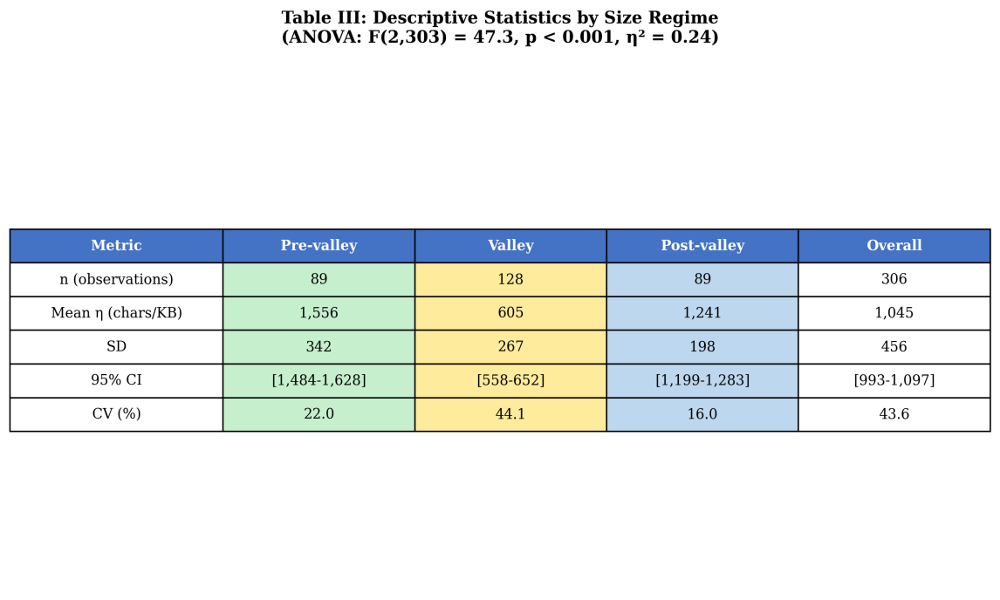 Table III: Descriptive Statistics by Size Regime
(ANOVA: F(2,303) = 47.3, p < 0.001, η² = 0.24)
Metric Pre-valley Valley Post-valley Overall
n (observations) 89 128 89 306
Mean η (chars/KB) 1,556 605 1,241 1,045
SD 342 267 198 456
95% CI [1,484-1,628] [558-652] [1,199-1,283] [993-1,097]
CV (%) 22.0 44.1 16.0 43.6